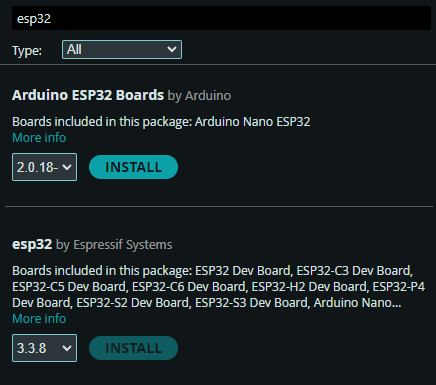 esp32
Type: All
Arduino ESP32 Boards by Arduino
Boards included in this package: Arduino Nano ESP32
More info
2.0.18- INSTALL
esp32 by Espressif Systems
Boards included in this package: ESP32 Dev Board, ESP32-C3 Dev Board,
ESP32-C5 Dev Board, ESP32-C6 Dev Board, ESP32-H2 Dev Board, ESP32-P4
Dev Board, ESP32-S2 Dev Board, ESP32-S3 Dev Board, Arduino Nano...
More info
3.3.8 INSTALL